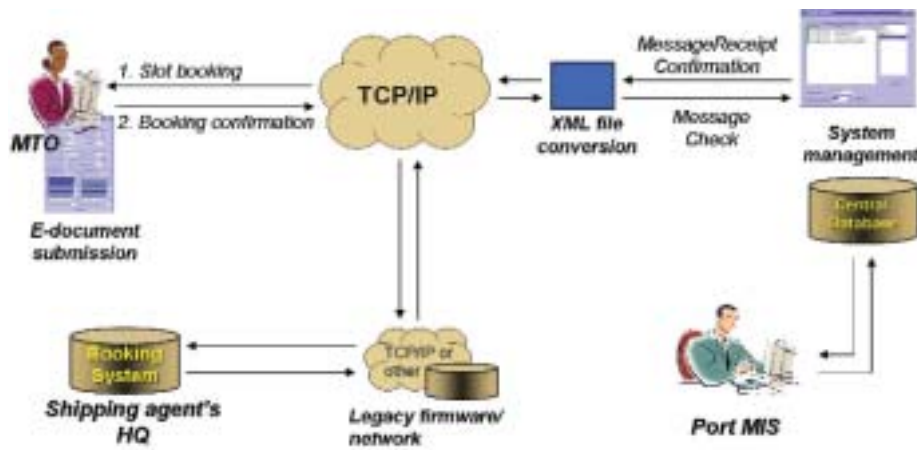 1. Slot booking
2. Booking confirmation
MTO
E-document
submission
TCP/IP
XML file
conversion
MessageReceipt
Confirmation
Message
Check
System
management
Central
Database
Booking
System
Shipping agent's
HQ
TCP/IP or
other
Legacy firmware/
network
Port MIS